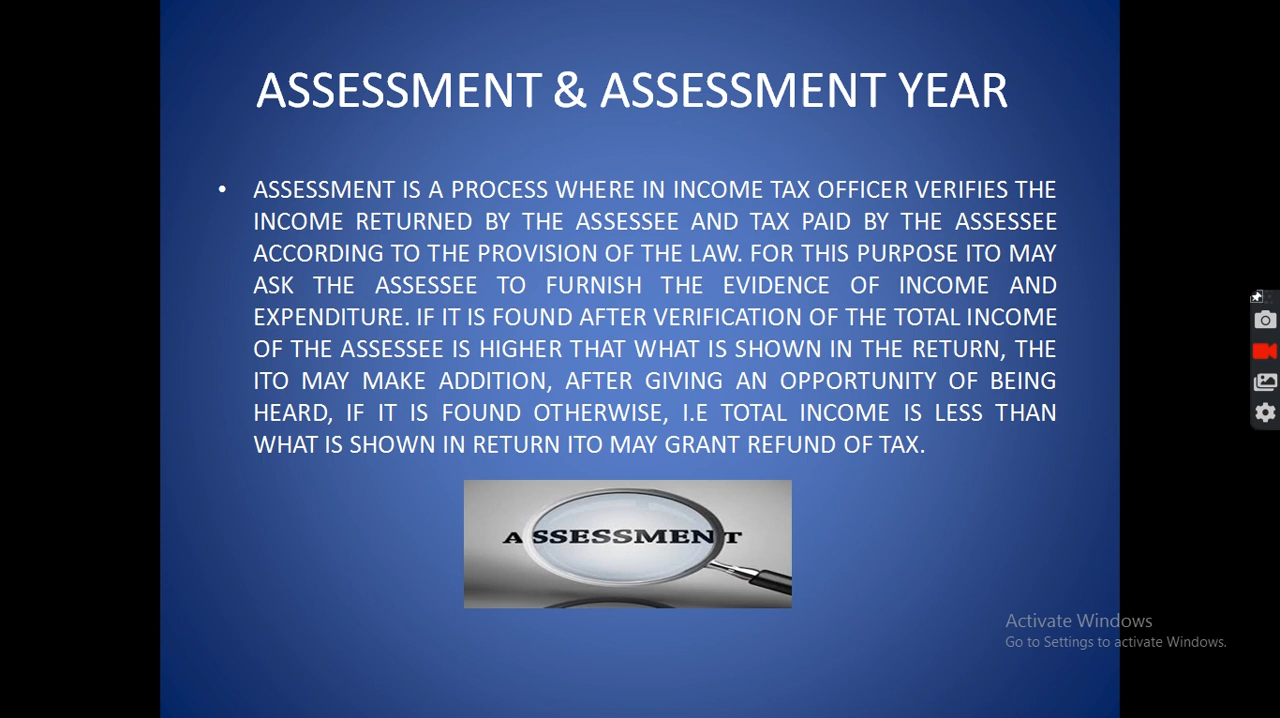 ASSESSMENT & ASSESSMENT YEAR
• ASSESSMENT IS A PROCESS WHERE IN INCOME TAX OFFICER VERIFIES THE
INCOME RETURNED BY THE ASSESSEE AND TAX PAID BY THE ASSESSEE
ACCORDING TO THE PROVISION OF THE LAW. FOR THIS PURPOSE ITO MAY
ASK THE ASSESSEE TO FURNISH THE EVIDENCE OF INCOME AND
EXPENDITURE. IF IT IS FOUND AFTER VERIFICATION OF THE TOTAL INCOME
OF THE ASSESSEE IS HIGHER THAT WHAT IS SHOWN IN THE RETURN, THE
ITO MAY MAKE ADDITION, AFTER GIVING AN OPPORTUNITY OF BEING
HEARD, IF IT IS FOUND OTHERWISE, I.E TOTAL INCOME IS LESS THAN
WHAT IS SHOWN IN RETURN ITO MAY GRANT REFUND OF TAX.
ASSESSMENT
Activate Windows
Go to Settings to activate Windows.